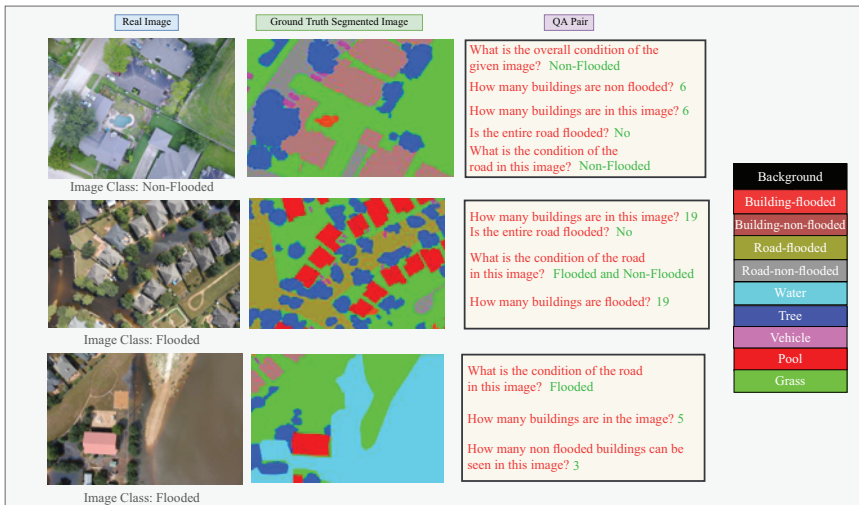 Real Image
Ground Truth Segmented Image
QA Pair
What is the overall condition of the
given image? Non-Flooded
How many buildings are non flooded? 6
How many buildings are in this image? 6
Is the entire road flooded? No
What is the condition of the
road in this image? Non-Flooded
Image Class: Non-Flooded
How many buildings are in this image? 19
Is the entire road flooded? No
What is the condition of the road
in this image? Flooded and Non-Flooded
How many buildings are flooded? 19
Image Class: Flooded
What is the condition of the road
in this image? Flooded
How many buildings are in the image? 5
How many non flooded buildings can be
seen in this image? 3
Image Class: Flooded
Background
Building-flooded
Building-non-flooded
Road-flooded
Road-non-flooded
Water
Tree
Vehicle
Pool
Grass